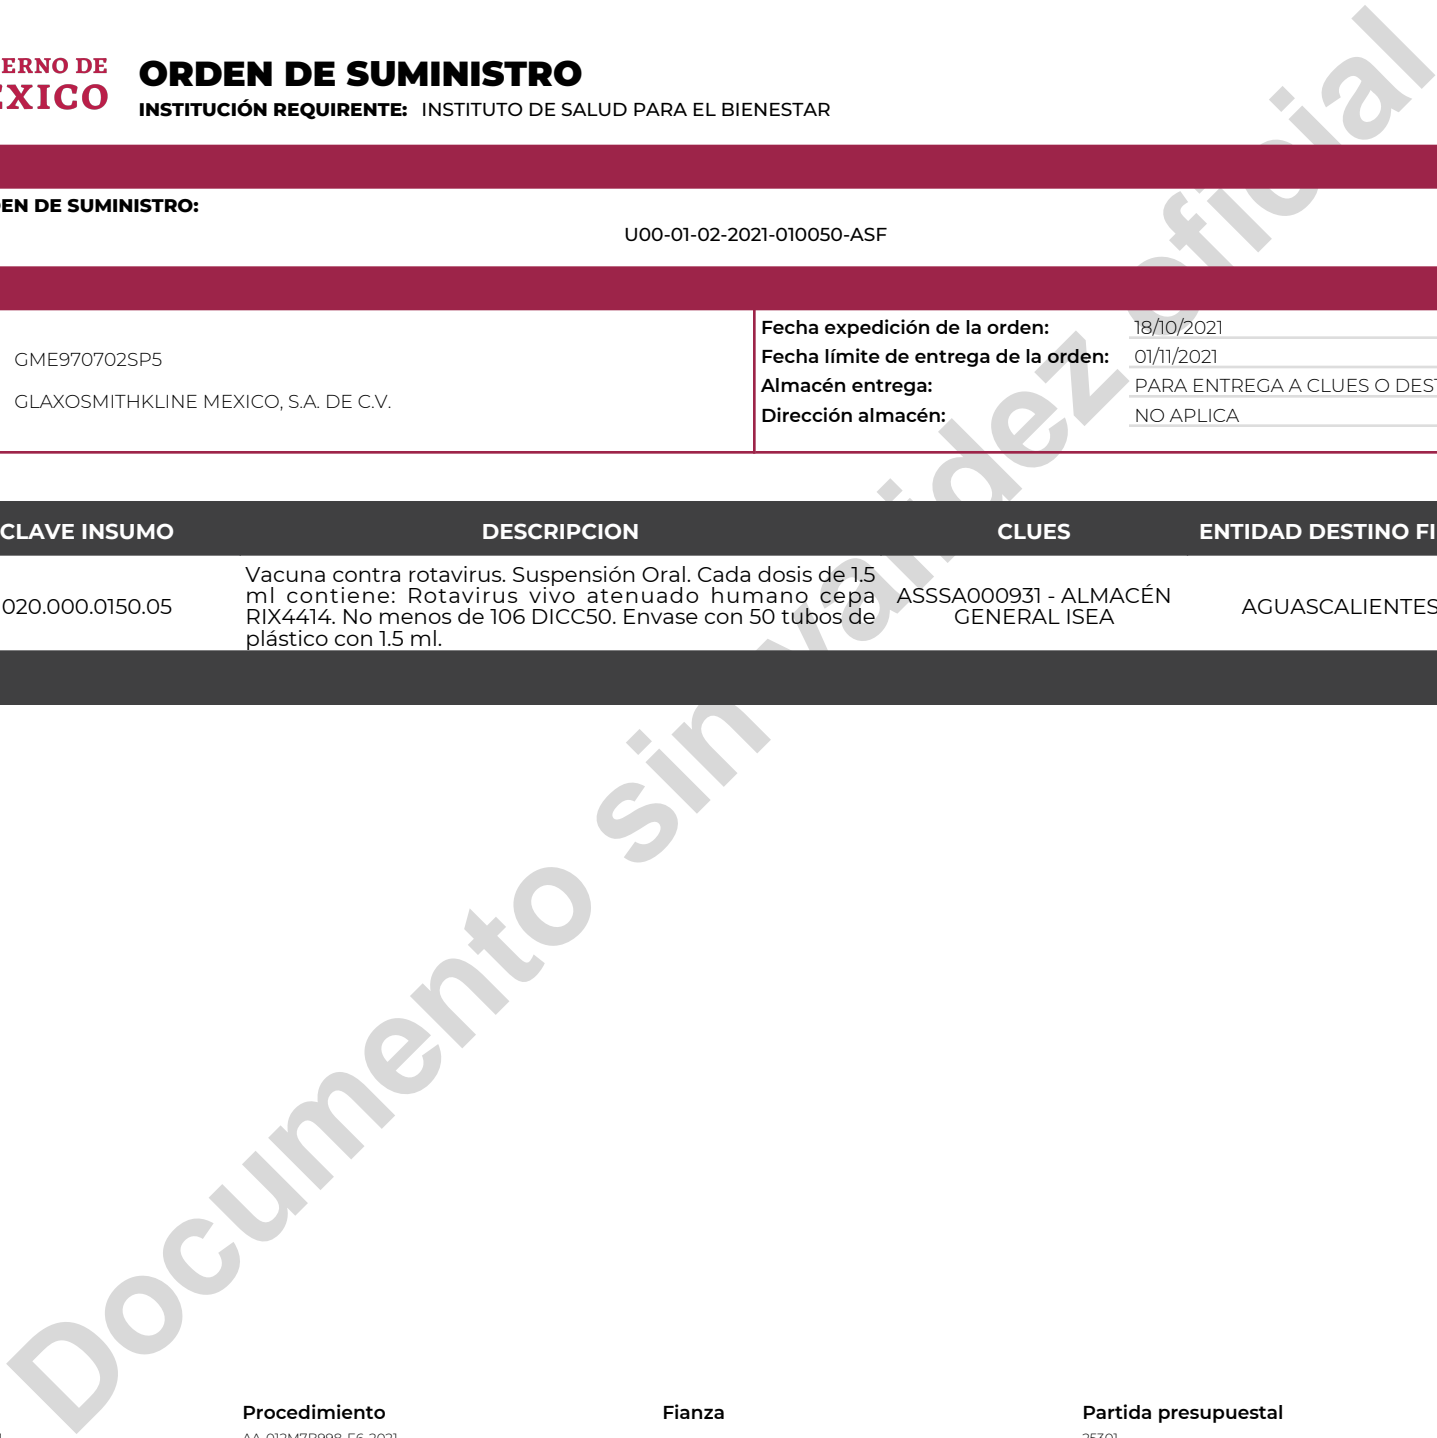 ERNO DE
EXICO
ORDEN DE SUMINISTRO
INSTITUCIÓN REQUIRENTE: INSTITUTO DE SALUD PARA EL BIENESTAR
EN DE SUMINISTRO:
U00-01-02-2021-010050-ASF
GME970702SP5
GLAXOSMITHKLINE MEXICO, S.A. DE C.V.
Fecha expedición de la orden: 18/10/2021
Fecha límite de entrega de la orden: 01/11/2021
Almacén entrega: PARA ENTREGA A CLUES O DEST
Dirección almacén: NO APLICA
CLAVE INSUMO DESCRIPCION CLUES ENTIDAD DESTINO FI
020.000.0150.05
Vacuna contra rotavirus. Suspensión Oral. Cada dosis de 1.5
ml contiene: Rotavirus vivo atenuado humano cepa
RIX4414. No menos de 106 DICC50. Envase con 50 tubos de
plástico con 1.5 ml.
ASSSA000931 - ALMACÉN
GENERAL ISEA
AGUASCALIENTES
Documento sin validez oficial
Procedimiento Fianza Partida presupuestal